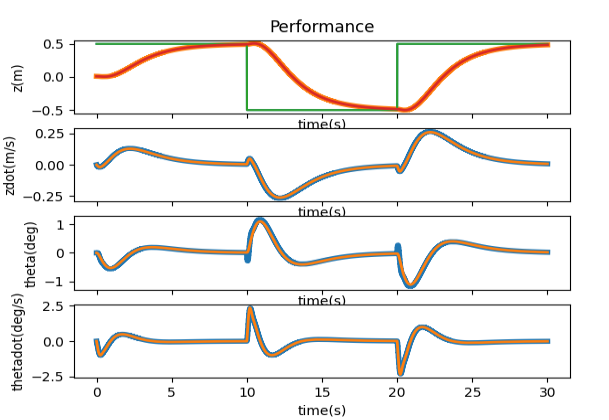 Performance
z(m)
0.5
0.0
−0.5
time(s)
zdot(m/s)
0.25
0.00
−0.25
time(s)
theta(deg)
1
0
−1
time(s)
thetadot(deg/s)
2.5
0.0
−2.5
0 5 10 15 20 25 30
time(s)